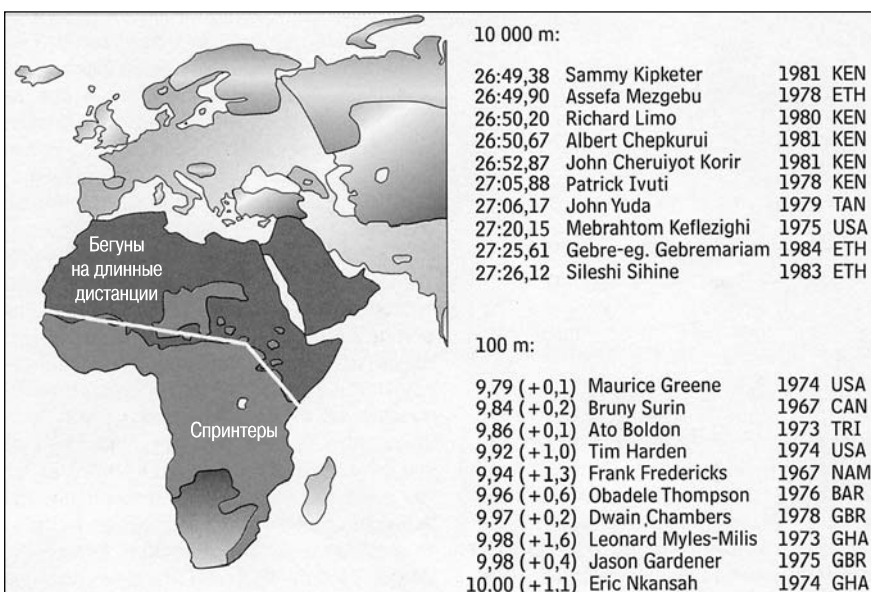 Бегуны
на длинные
дистанции
Спринтеры
10 000 m:
26:49,38 Sammy Kipketer 1981 KEN
26:49,90 Assefa Mezgebu 1978 ETH
26:50,20 Richard Limo 1980 KEN
26:50,67 Albert Chepkurui 1981 KEN
26:52,87 John Cheruiyot Korir 1981 KEN
27:05,88 Patrick Ivuti 1978 KEN
27:06,17 John Yuda 1979 TAN
27:20,15 Mebrahtom Keflezighi 1975 USA
27:25,61 Gebre-eg. Gebremariam 1984 ETH
27:26,12 Sileshi Sihine 1983 ETH
100 m:
9,79 (+0,1) Maurice Greene 1974 USA
9,84 (+0,2) Bruny Surin 1967 CAN
9,86 (+0,1) Ato Boldon 1973 TRI
9,92 (+1,0) Tim Harden 1974 USA
9,94 (+1,3) Frank Fredericks 1967 NAM
9,96 (+0,6) Obadele Thompson 1976 BAR
9,97 (+0,2) Dwain Chambers 1978 GBR
9,98 (+1,6) Leonard Myles-Milis 1973 GHA
9,98 (+0,4) Jason Gardener 1975 GBR
10,00 (+1,1) Eric Nkansah 1974 GHA